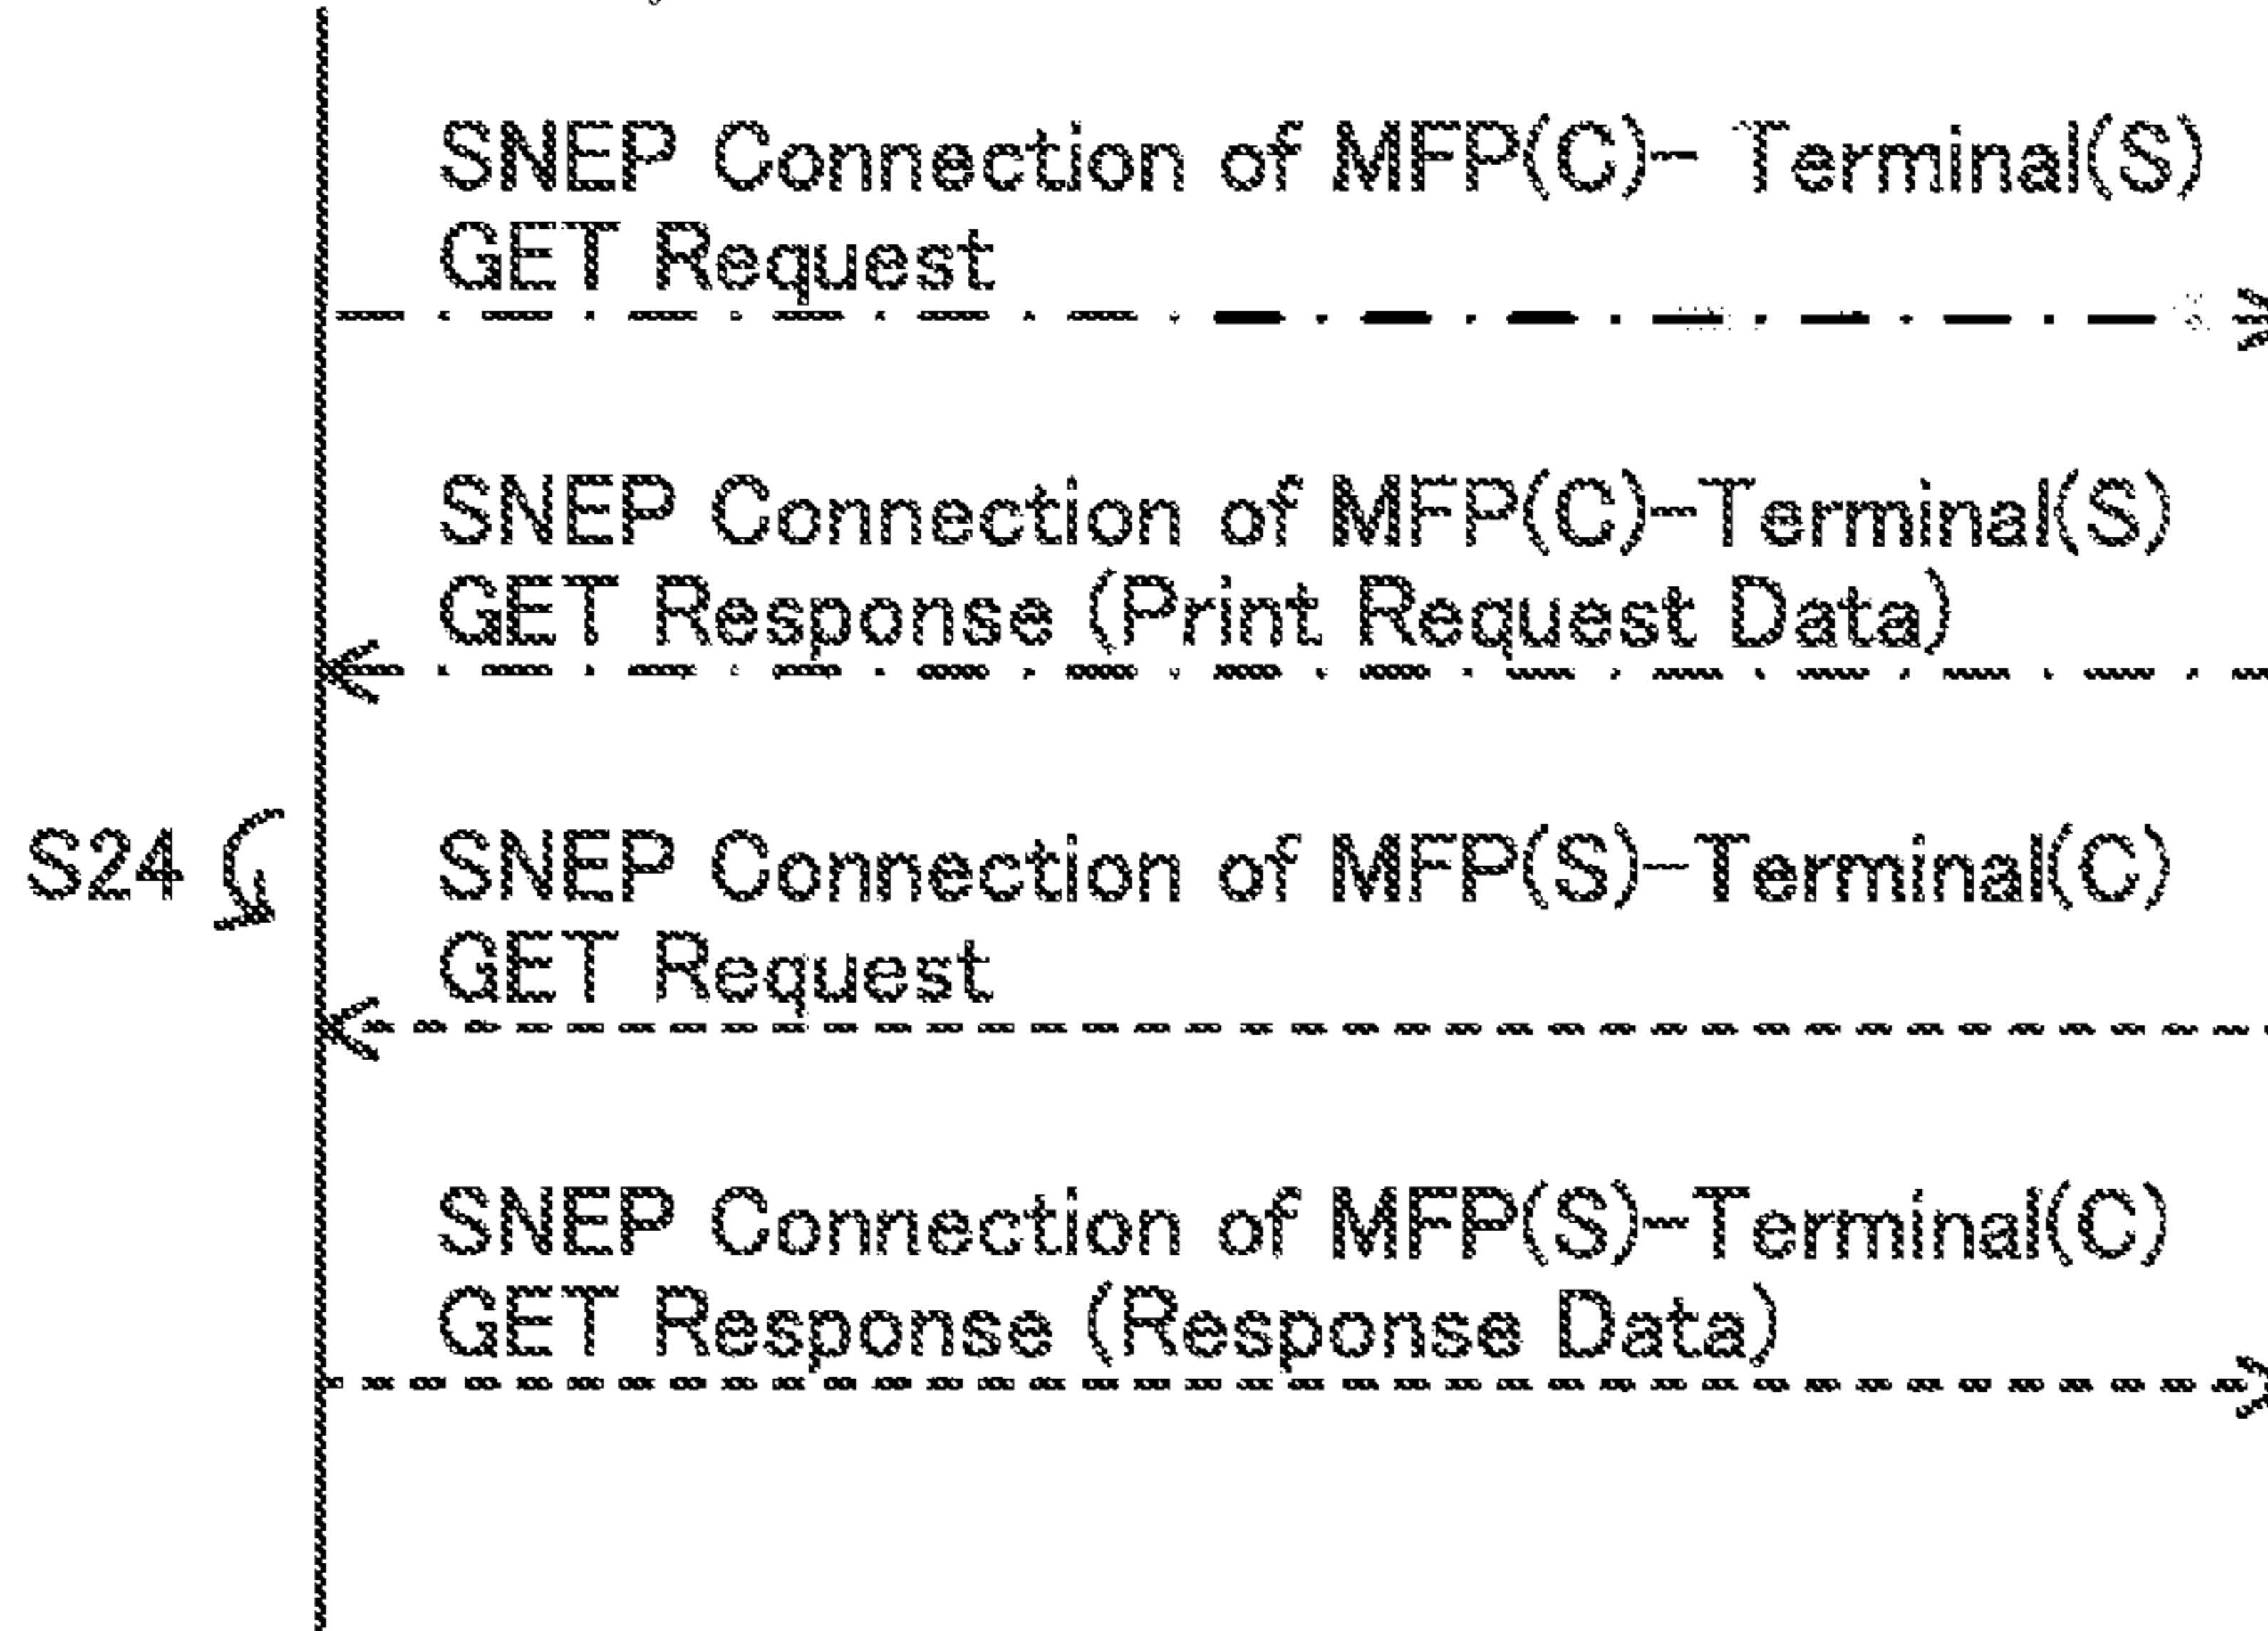 SNEP Connection of MFP(C)- Terminal(S)
GET Request
SNEP Connection of MFP(C)-Terminal(S)
GET Response (Print Request Data)
S24
SNEP Connection of MFP(S)-Terminal(C)
GET Request
SNEP Connection of MFP(S)-Terminal(C)
GET Response (Response Data)